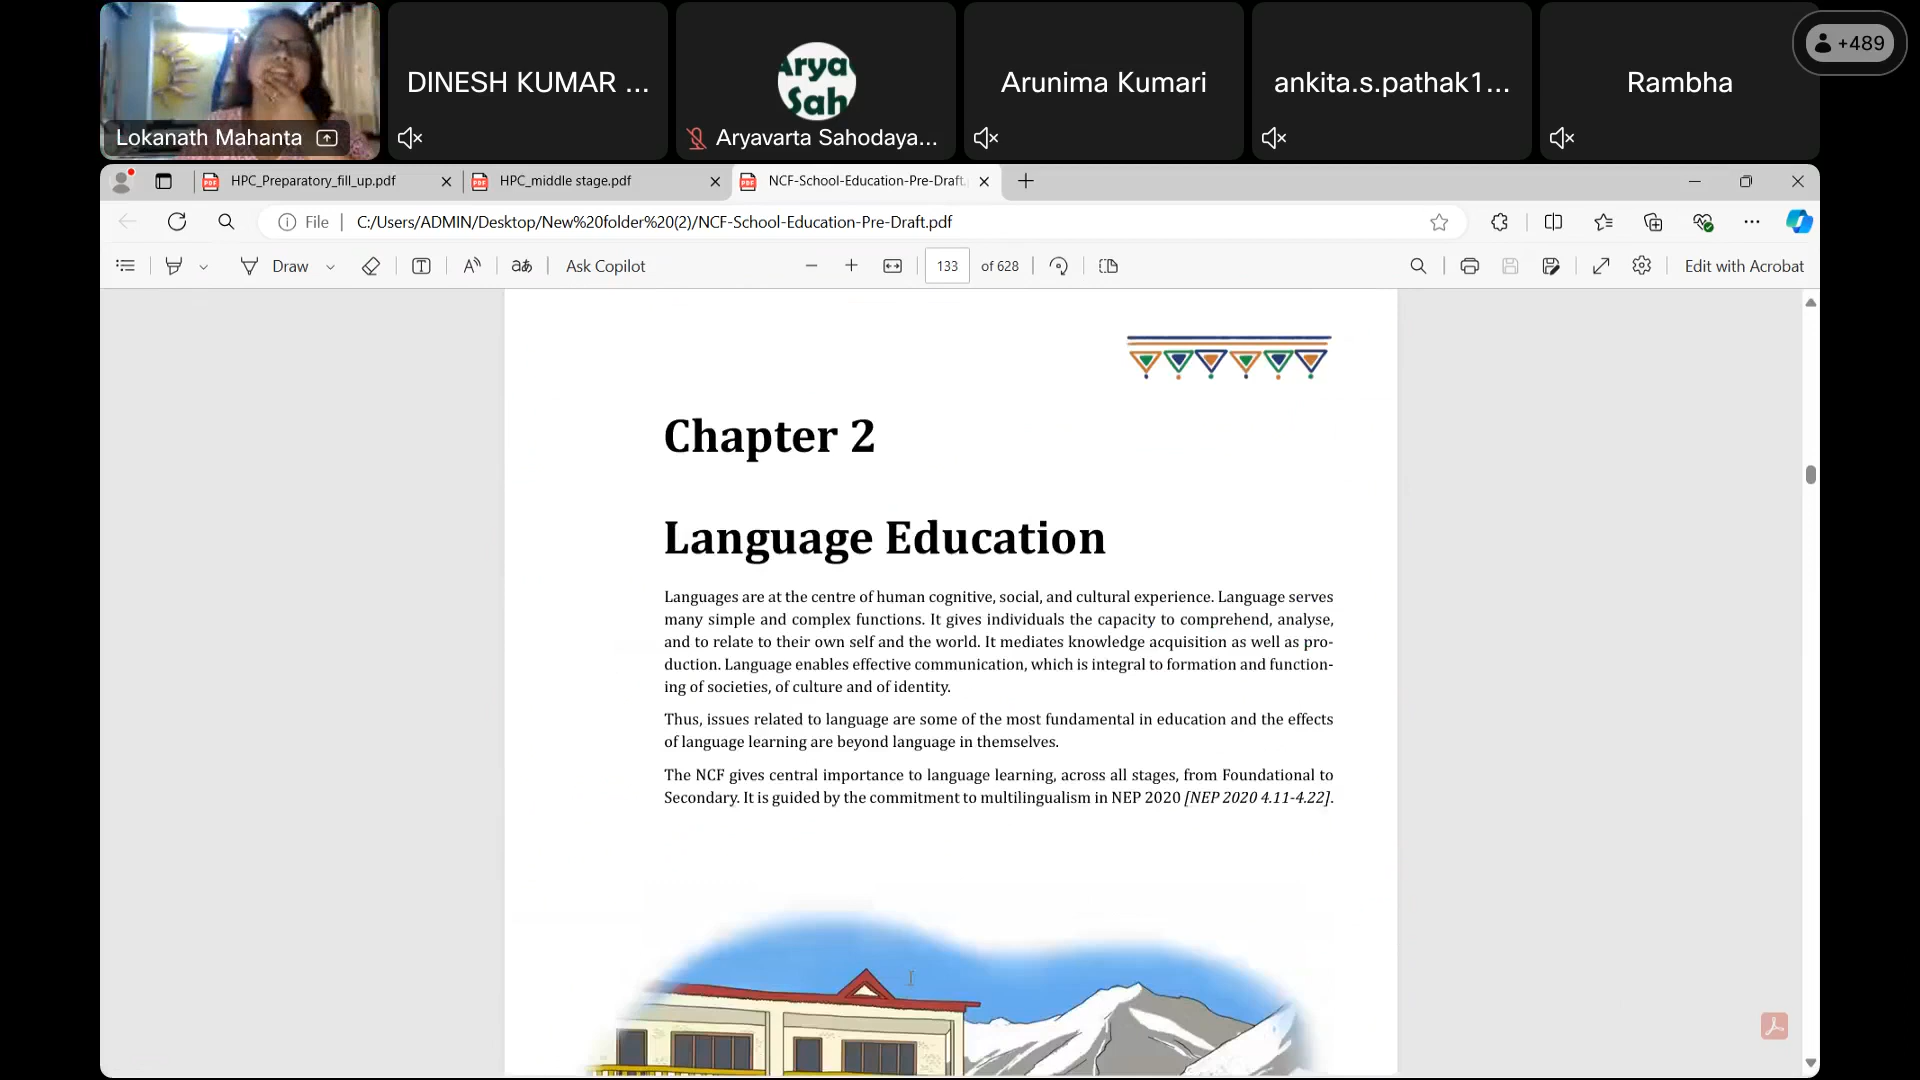 DINESH KUMAR ...
Arya
Sah
Arunima Kumari
ankita.s.pathak1...
Rambha
+489
Lokanath Mahanta
Aryavarta Sahodaya...
HPC_Preparatory_fill_up.pdf
HPC_middle stage.pdf
NCF-School-Education-Pre-Draft.
File
C:/Users/ADMIN/Desktop/New%20folder%20(2)/NCF-School-Education-Pre-Draft.pdf
Draw
Ask Copilot
133
of 628
Edit with Acrobat
Chapter 2
Language Education
Languages are at the centre of human cognitive, social, and cultural experience. Language serves
many simple and complex functions. It gives individuals the capacity to comprehend, analyse,
and to relate to their own self and the world. It mediates knowledge acquisition as well as pro-
duction. Language enables effective communication, which is integral to formation and function-
ing of societies, of culture and of identity.
Thus, issues related to language are some of the most fundamental in education and the effects
of language learning are beyond language in themselves.
The NCF gives central importance to language learning, across all stages, from Foundational to
Secondary. It is guided by the commitment to multilingualism in NEP 2020 [NEP 2020 4.11-4.22].